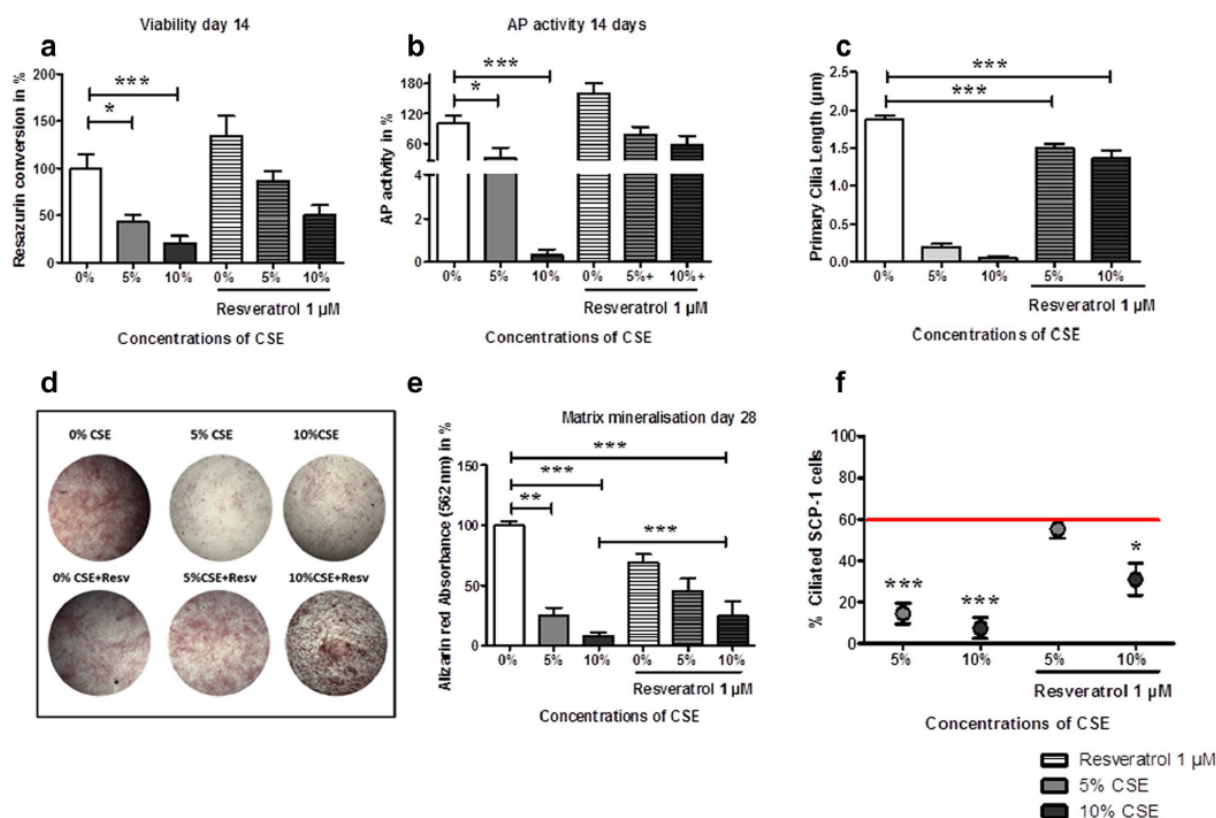 Viability day 14
a
Resazurin conversion in %
200
150
100
50
0
***
*
0% 5% 10% 0% 5% 10%
Resveratrol 1 µM
Concentrations of CSE
AP activity 14 days
b
AP activity in %
180
120
60
4
2
0
***
*
0% 5% 10% 0% 5%+ 10%+
Resveratrol 1 µM
Concentrations of CSE
c
Primary Cilia Length (µm)
2.5
2.0
1.5
1.0
0.5
0.0
***
***
0% 5% 10% 5% 10%
Resveratrol 1 µM
Concentrations of CSE
d
0% CSE 5% CSE 10%CSE
0% CSE+Resv 5%CSE+Resv 10%CSE+Resv
e
Matrix mineralisation day 28
Alizarin red Absorbance (562 nm) in %
150
100
50
0
***
***
**
***
0% 5% 10% 0% 5% 10%
Resveratrol 1 µM
Concentrations of CSE
f
% Ciliated SCP-1 cells
100
80
60
40
20
0
***
***
*
5% 10% 5% 10%
Resveratrol 1 µM
Concentrations of CSE
Resveratrol 1 µM
5% CSE
10% CSE